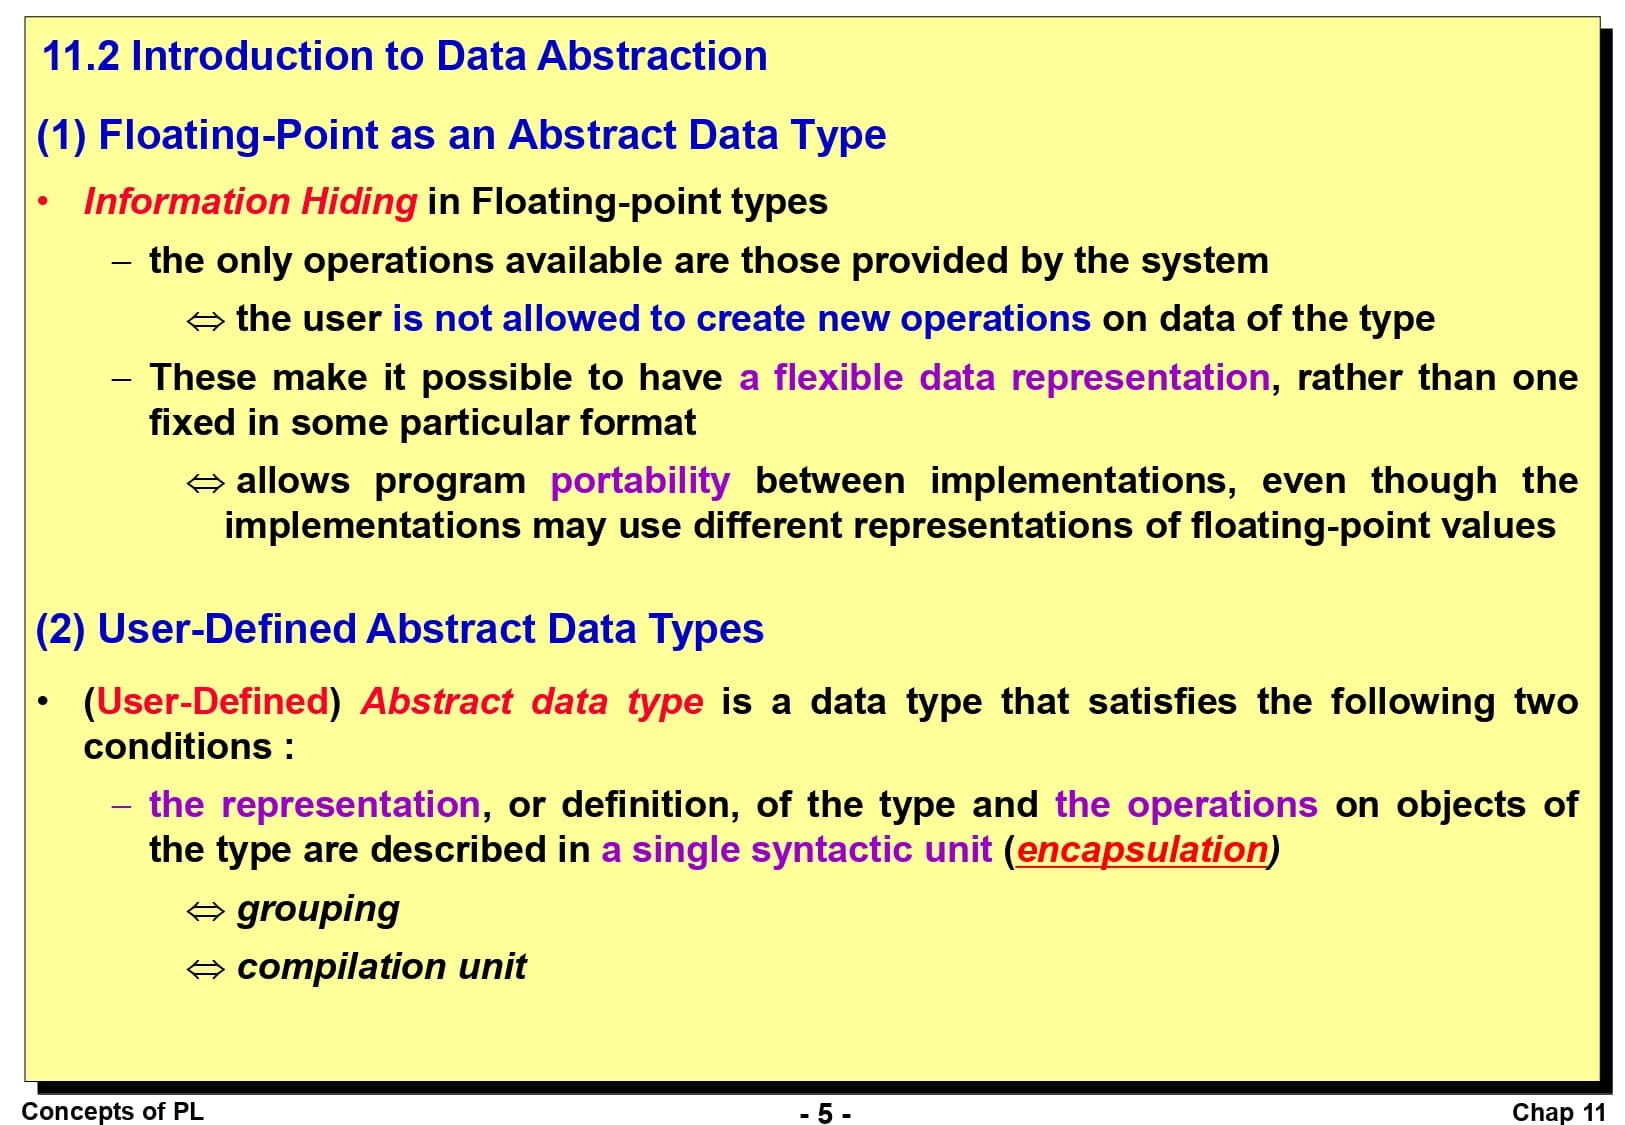 11.2 Introduction to Data Abstraction
(1) Floating-Point as an Abstract Data Type
• Information Hiding in Floating-point types
– the only operations available are those provided by the system
⇔ the user is not allowed to create new operations on data of the type
– These make it possible to have a flexible data representation, rather than one
fixed in some particular format
⇔ allows program portability between implementations, even though the
implementations may use different representations of floating-point values
(2) User-Defined Abstract Data Types
• (User-Defined) Abstract data type is a data type that satisfies the following two
conditions :
– the representation, or definition, of the type and the operations on objects of
the type are described in a single syntactic unit (encapsulation)
⇔ grouping
⇔ compilation unit
Concepts of PL
- 5 -
Chap 11